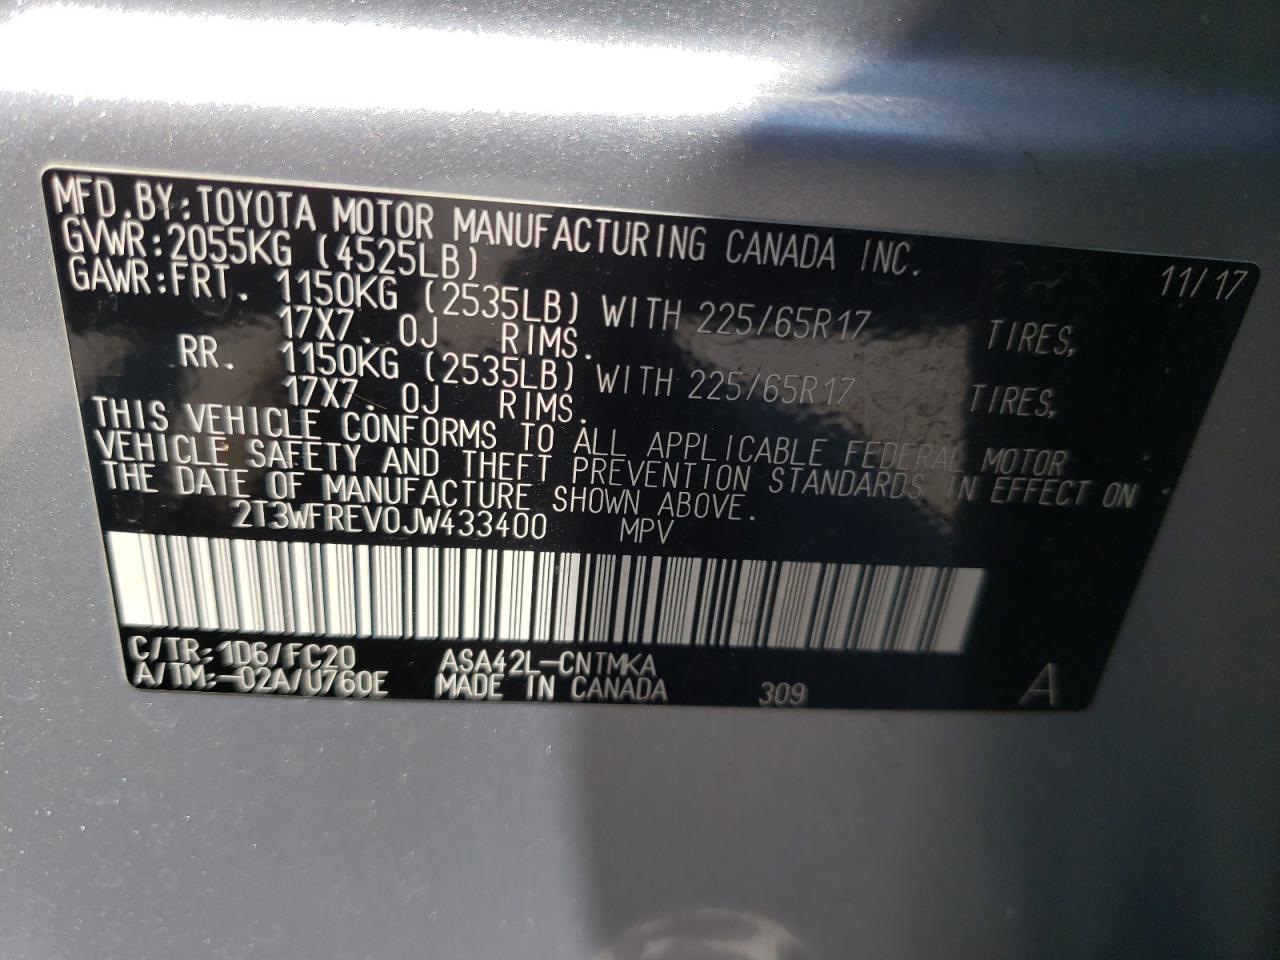 MFD.BY:TOYOTA MOTOR MANUFACTURING CANADA INC. 11/17
GVWR:2055KG (4525LB)
GAWR:FRT. 1150KG (2535LB) WITH 225/65R17 TIRES,
17X7.0J RIMS.
RR. 1150KG (2535LB) WITH 225/65R17 TIRES,
17X7.0J RIMS.
THIS VEHICLE CONFORMS TO ALL APPLICABLE FEDERAL MOTOR
VEHICLE SAFETY AND THEFT PREVENTION STANDARDS IN EFFECT ON
THE DATE OF MANUFACTURE SHOWN ABOVE.
2T3WFREV0JW433400 MPV
C/TR:1D6/FC20 ASA42L-CNTMKA
A/TM:-02A/U760E MADE IN CANADA 309 A